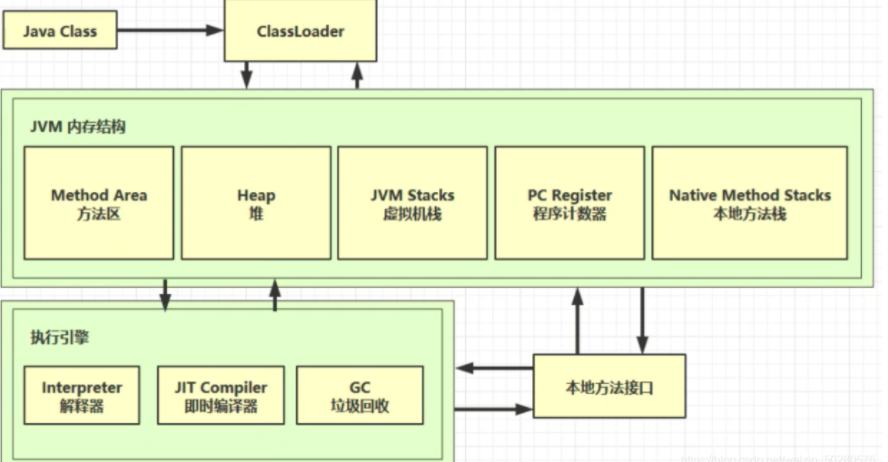 Java Class
ClassLoader
JVM 内存结构
Method Area
方法区
Heap
堆
JVM Stacks
虚拟机栈
PC Register
程序计数器
Native Method Stacks
本地方法栈
执行引擎
Interpreter
解释器
JIT Compiler
即时编译器
GC
垃圾回收
本地方法接口